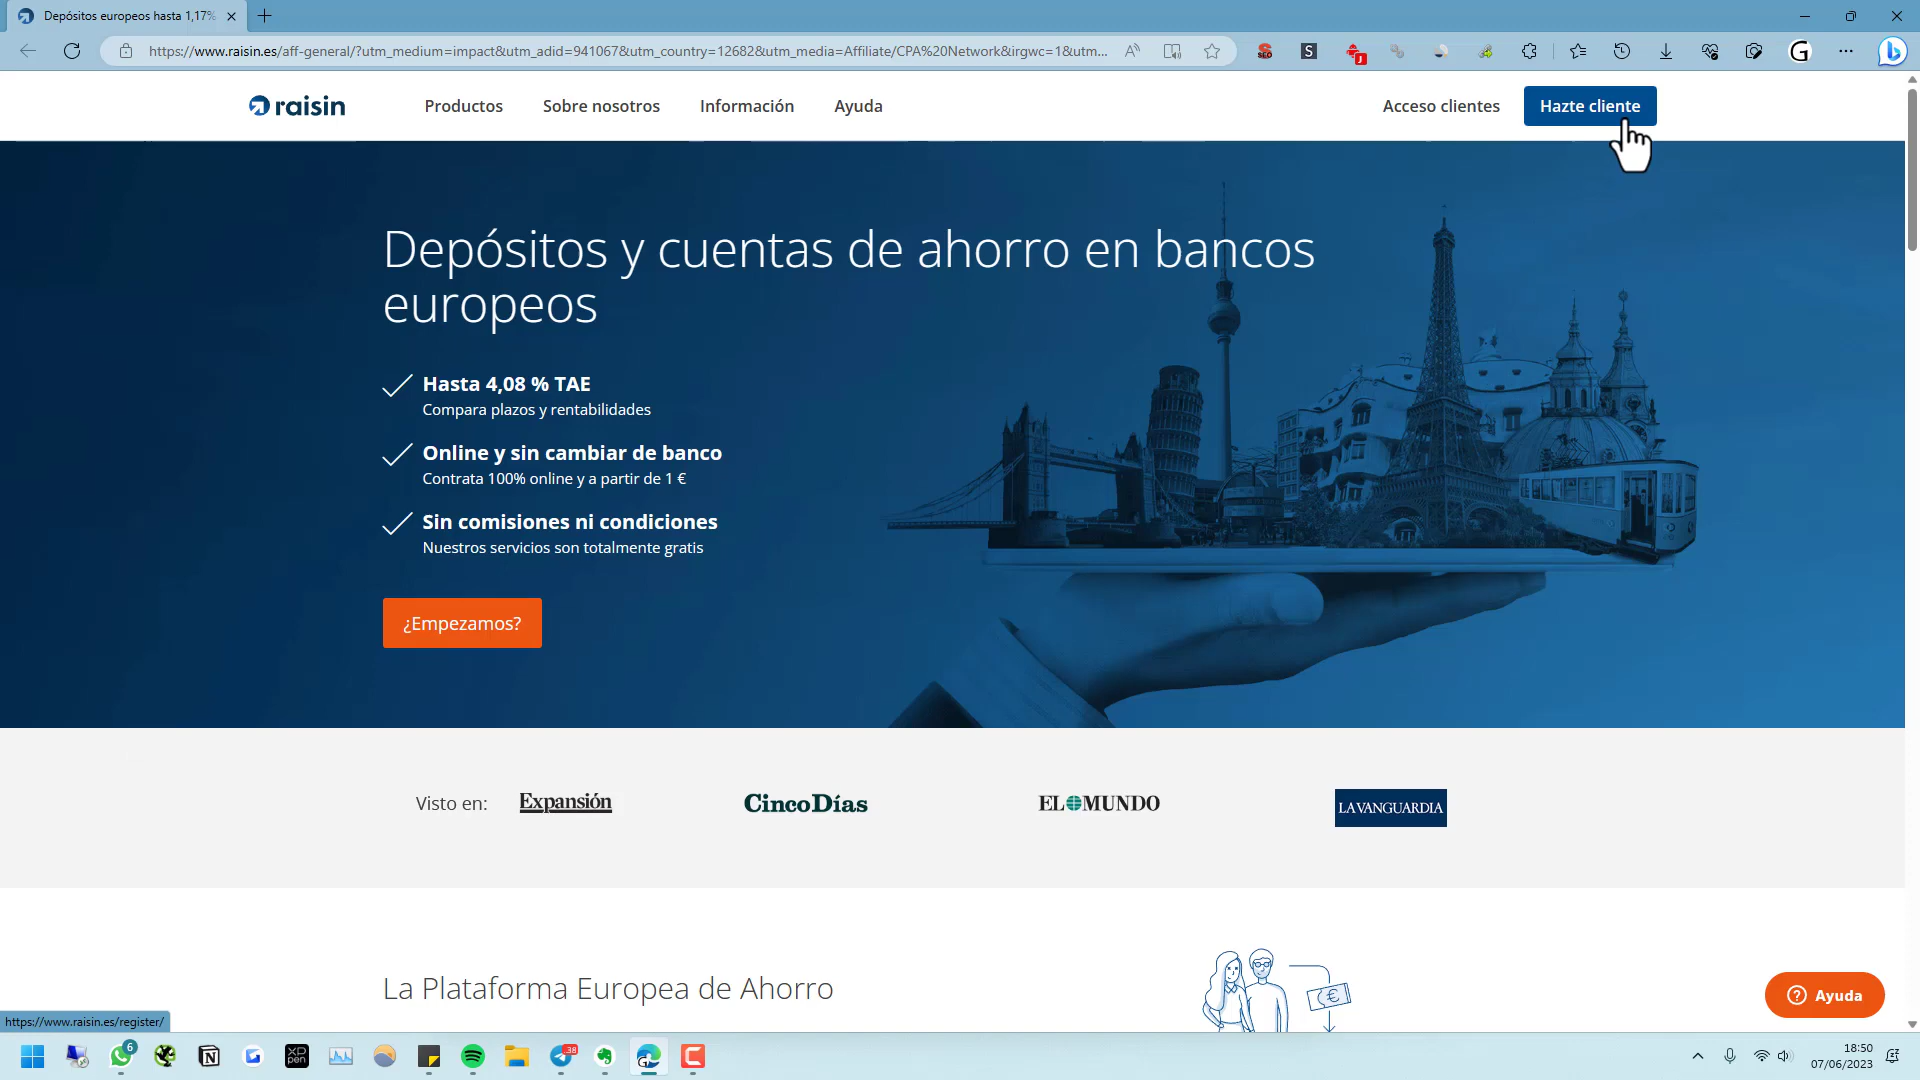 Depósitos europeos hasta 1,17%
https://www.raisin.es/aff-general/?utm_medium=impact&utm_adid=941067&utm_country=12682&utm_media=Affiliate/CPA%20Network&irgwc=1&utm...
raisin
Productos
Sobre nosotros
Información
Ayuda
Acceso clientes
Hazte cliente
Depósitos y cuentas de ahorro en bancos
europeos
Hasta 4,08 % TAE
Compara plazos y rentabilidades
Online y sin cambiar de banco
Contrata 100% online y a partir de 1 €
Sin comisiones ni condiciones
Nuestros servicios son totalmente gratis
¿Empezamos?
Visto en:
Expansión
CincoDías
EL MUNDO
LA VANGUARDIA
La Plataforma Europea de Ahorro
Ayuda
https://www.raisin.es/register/
18:50
07/06/2023